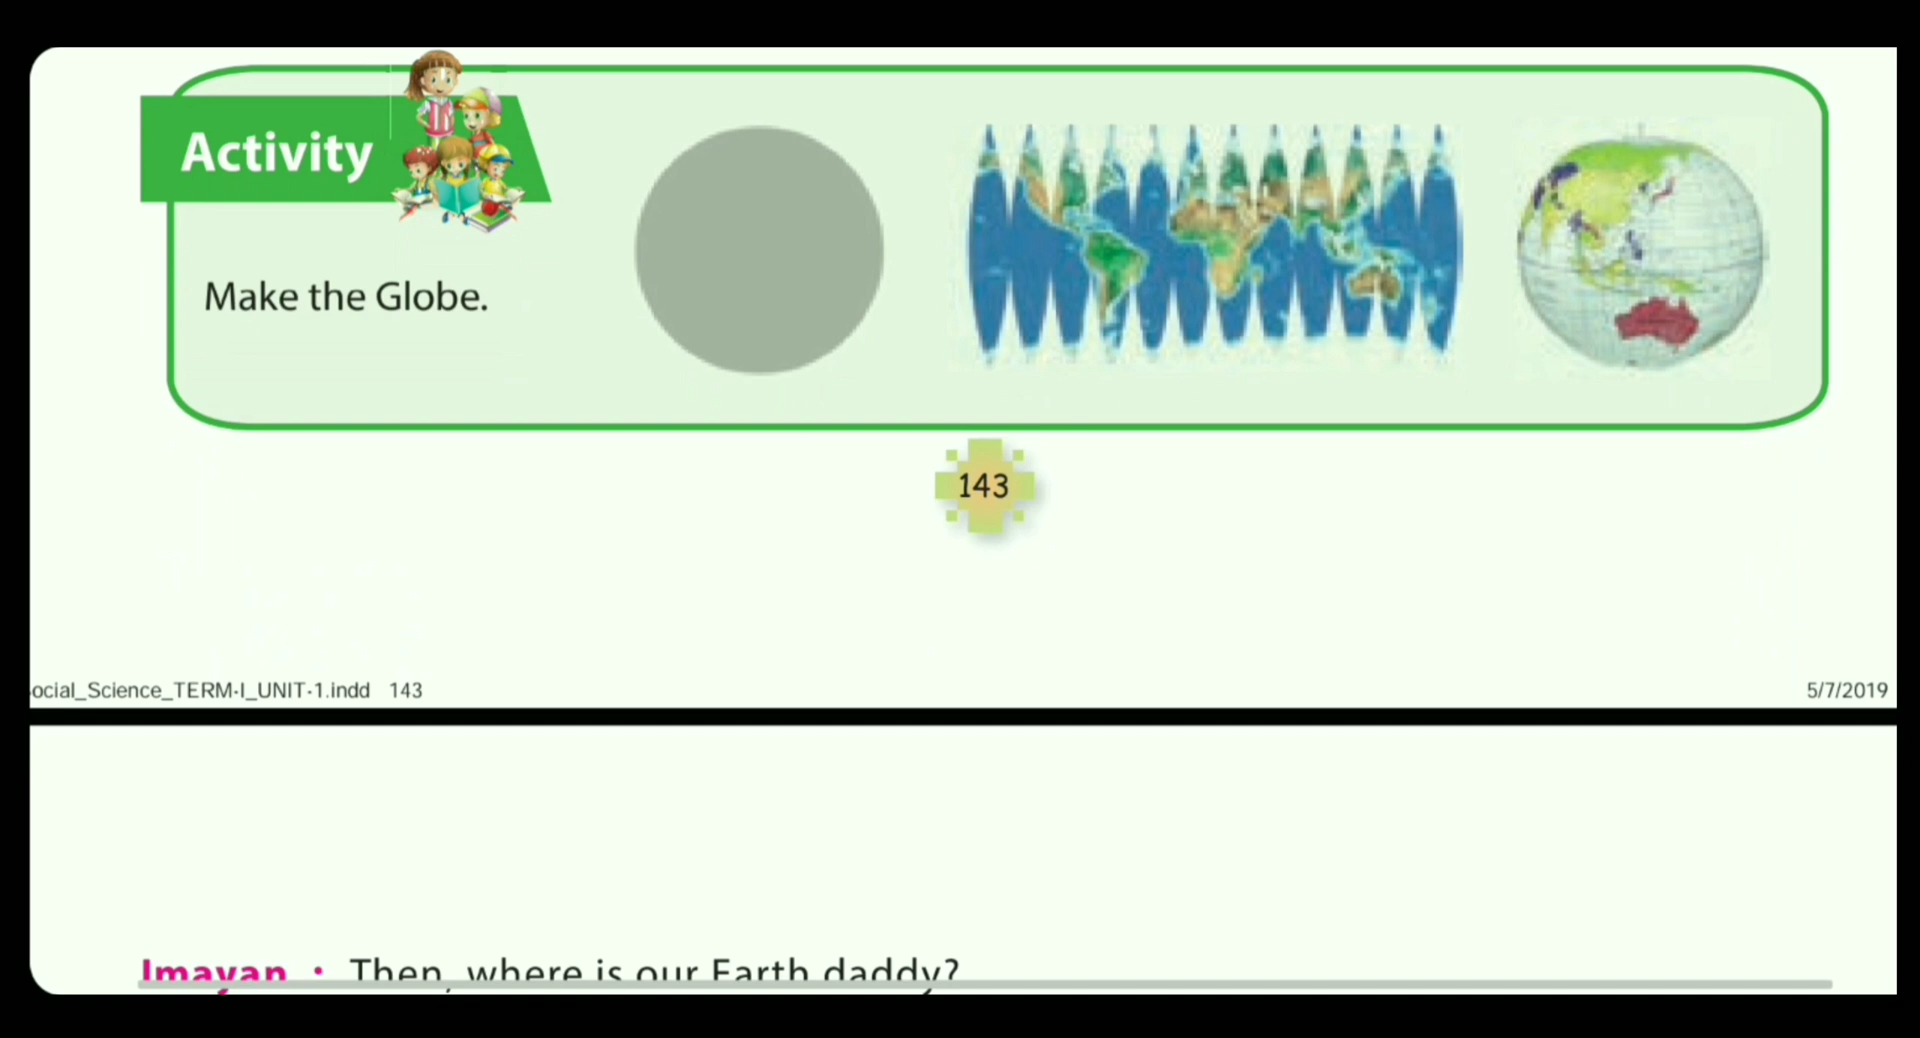 Activity
Make the Globe.
143
ocial_Science_TERM-I_UNIT-1.indd 143
5/7/2019
Imayan : Then, where is our Earth daddy?